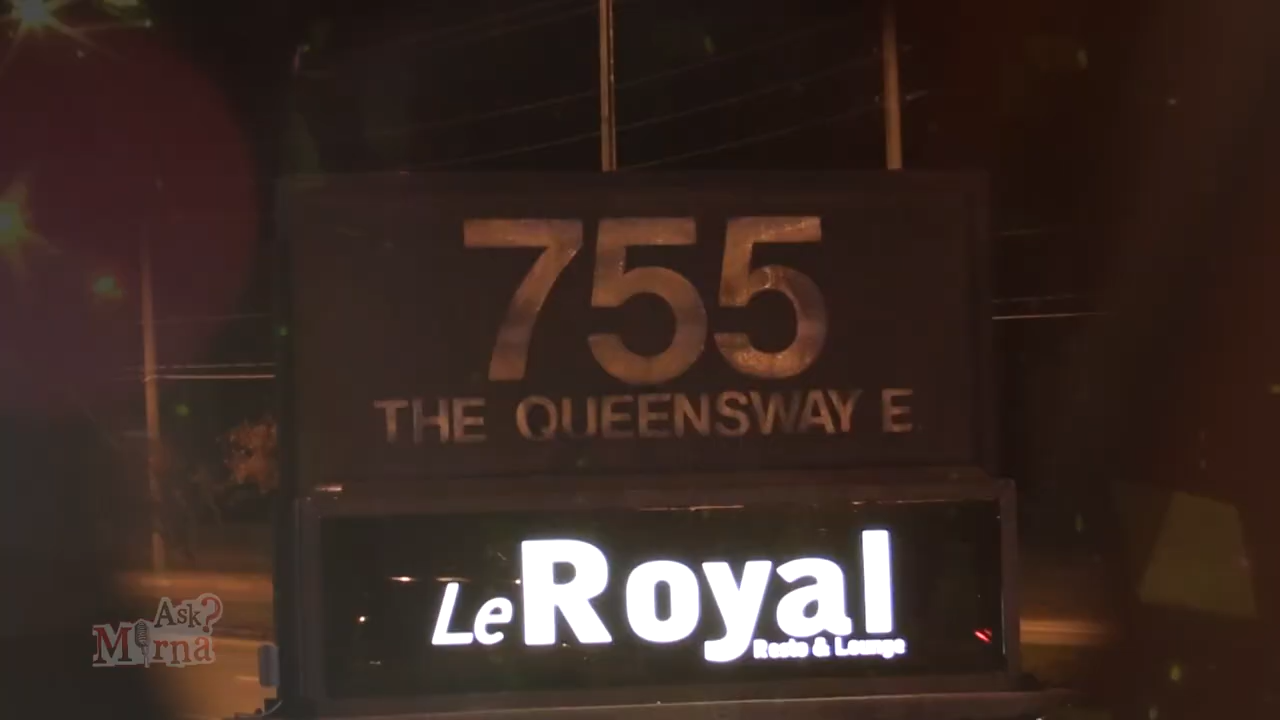 755
THE QUEENSWAY E.
Le Royal
Resto & Lounge
Ask?
Mirna